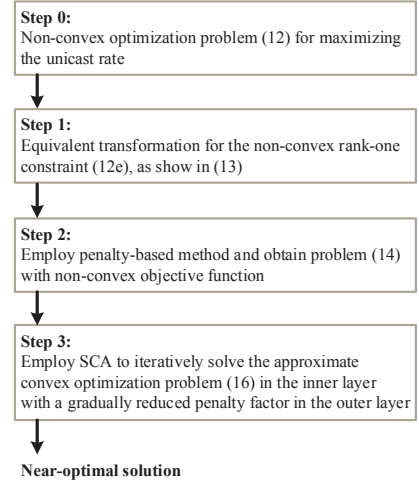 Step 0:
Non-convex optimization problem (12) for maximizing
the unicast rate
Step 1:
Equivalent transformation for the non-convex rank-one
constraint (12e), as show in (13)
Step 2:
Employ penalty-based method and obtain problem (14)
with non-convex objective function
Step 3:
Employ SCA to iteratively solve the approximate
convex optimization problem (16) in the inner layer
with a gradually reduced penalty factor in the outer layer
Near-optimal solution